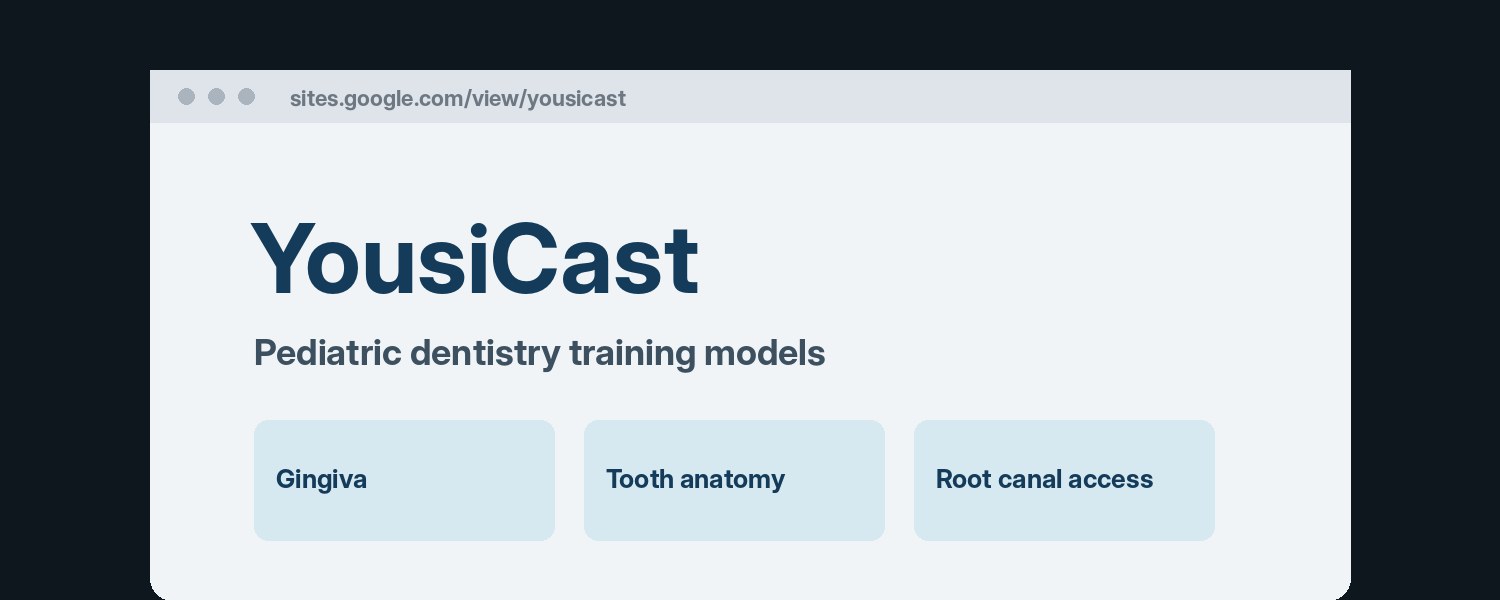 sites.google.com/view/yousicast
YousiCast
Pediatric dentistry training models
Gingiva
Tooth anatomy
Root canal access